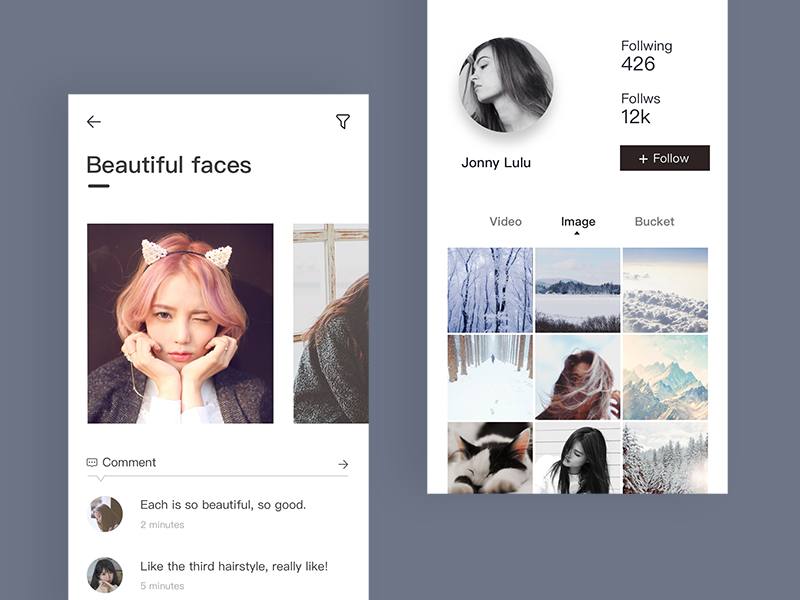 Beautiful faces
Comment
Each is so beautiful, so good.
2 minutes
Like the third hairstyle, really like!
5 minutes
Follwing
426
Follws
12k
Jonny Lulu
+ Follow
Video
Image
Bucket